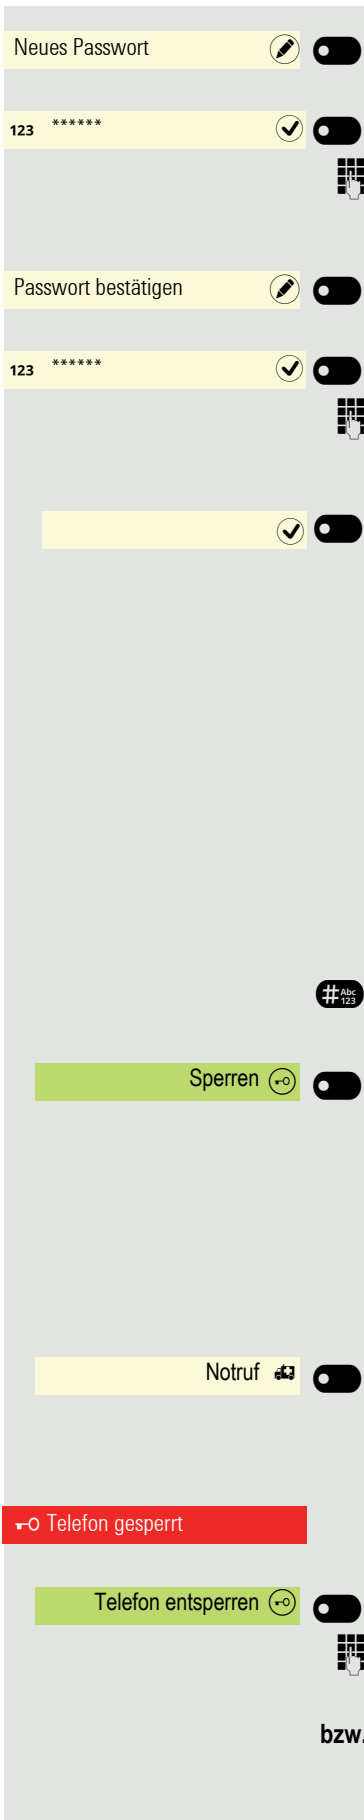 Neues Passwort
123 ******
Passwort bestätigen
123 ******
# Abc 123
Sperren
Notruf
Telefon gesperrt
Telefon entsperren
bzw.